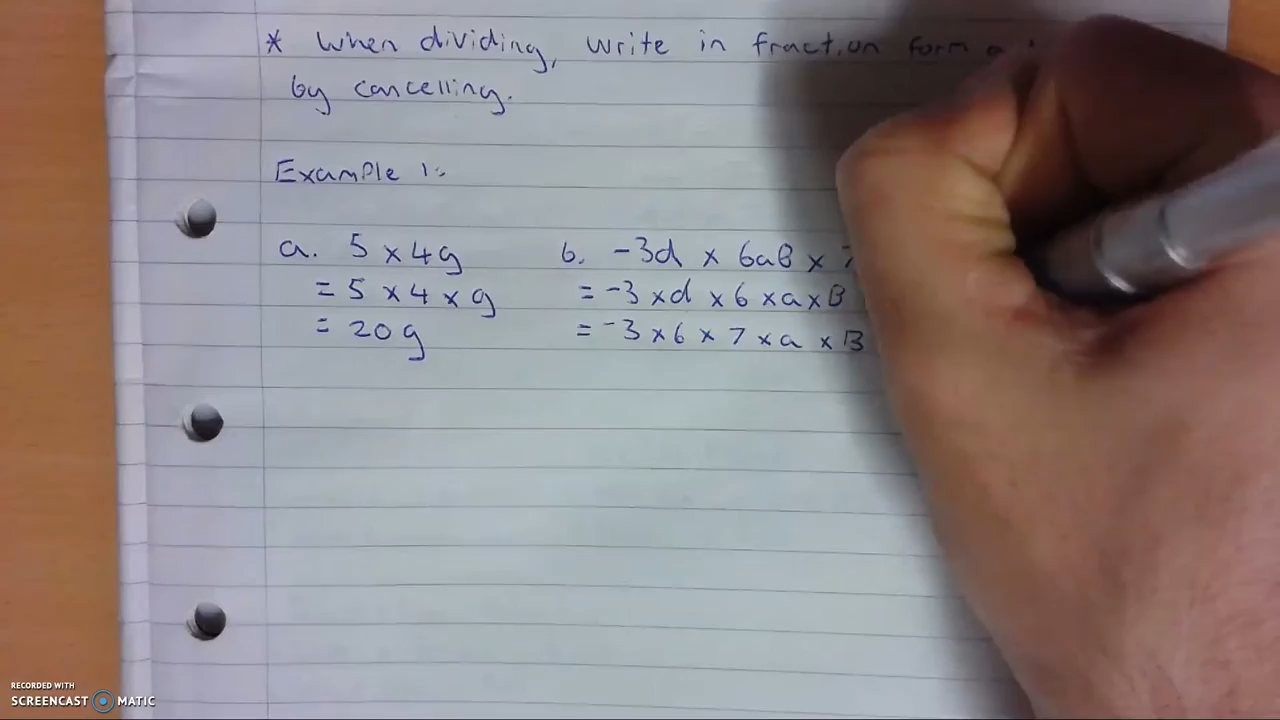 * When dividing, write in fraction form
by cancelling.
Example 1:
a. 5 × 4g
= 5 × 4 × g
= 20g
b. -3d × 6aB ×
= -3 × d × 6 × a × B
= -3 × 6 × 7 × a × B
RECORDED WITH
SCREENCAST MATIC